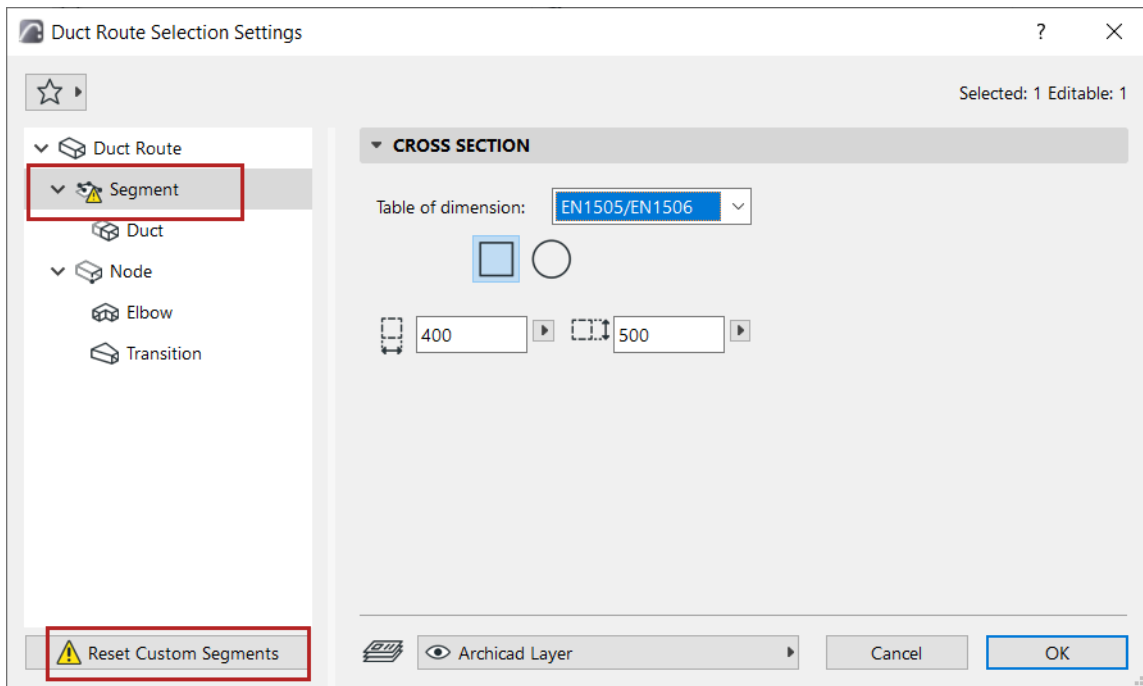 Duct Route Selection Settings
?
Selected: 1 Editable: 1
Duct Route
Segment
Duct
Node
Elbow
Transition
CROSS SECTION
Table of dimension: EN1505/EN1506
400 500
Reset Custom Segments
Archicad Layer
Cancel
OK